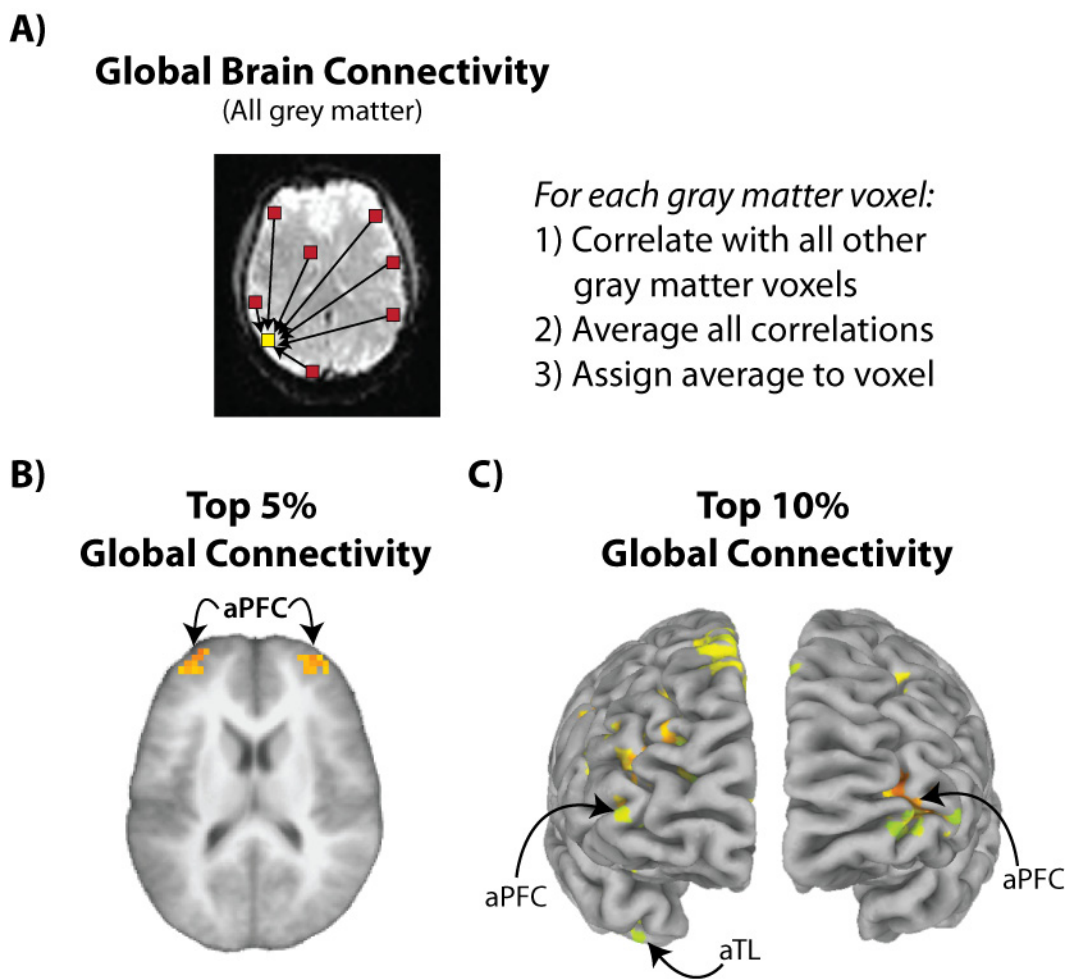 A)
Global Brain Connectivity
(All grey matter)
For each gray matter voxel:
1) Correlate with all other
gray matter voxels
2) Average all correlations
3) Assign average to voxel
B)
Top 5%
Global Connectivity
aPFC
C)
Top 10%
Global Connectivity
aPFC
aPFC
aTL